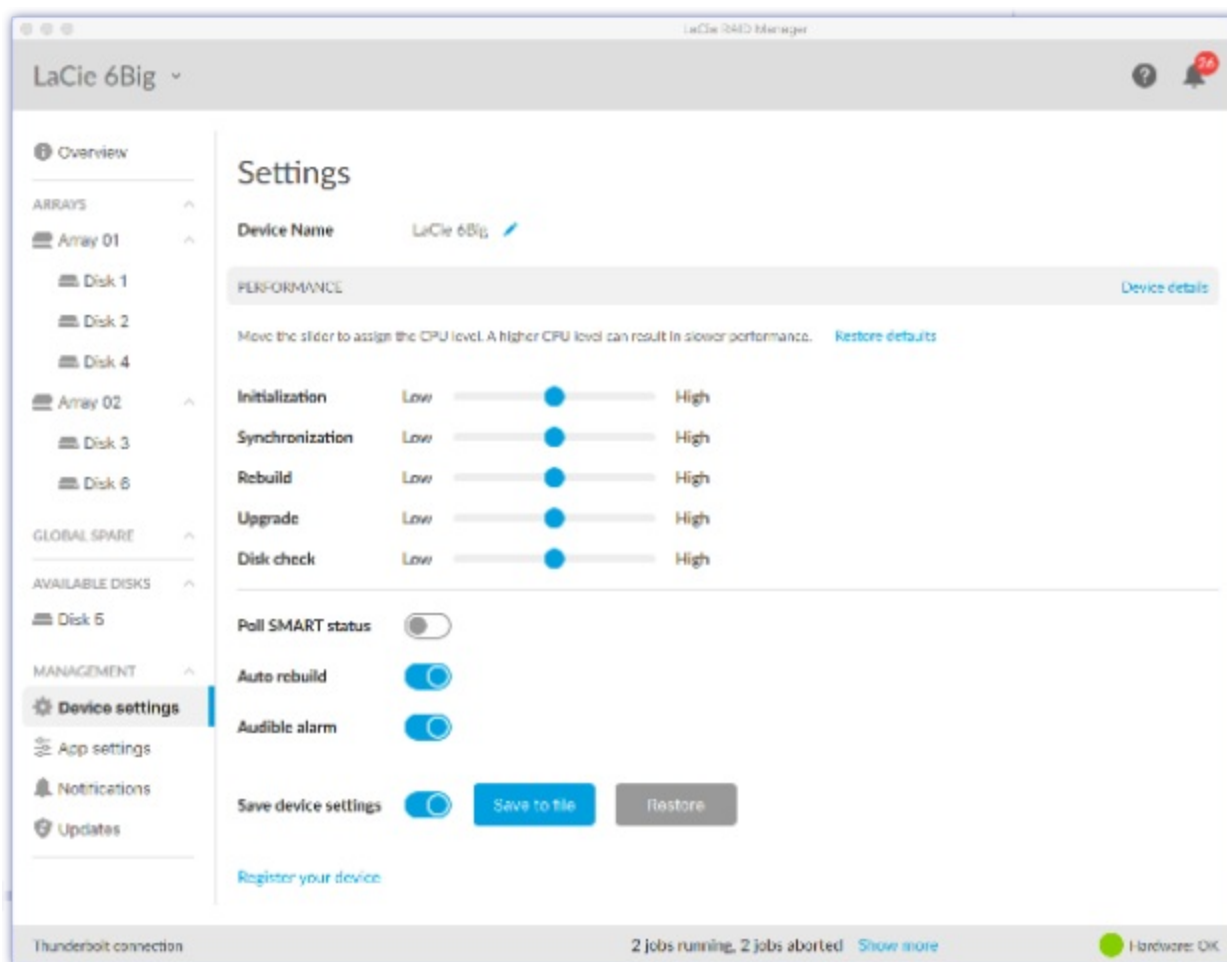 LaCie RAID Manager
LaCie 6Big
26
Overview
Settings
ARRAYS
Array 01
Disk 1
Disk 2
Disk 4
Array 02
Disk 3
Disk 6
GLOBAL SPARE
AVAILABLE DISKS
Disk 5
MANAGEMENT
Device settings
App settings
Notifications
Updates
Device Name LaCie 6Big
PERFORMANCE Device details
Move the slider to assign the CPU level. A higher CPU level can result in slower performance. Restore defaults
Initialization Low High
Synchronization Low High
Rebuild Low High
Upgrade Low High
Disk check Low High
Poll SMART status
Auto rebuild
Audible alarm
Save device settings Save to file Restore
Register your device
Thunderbolt connection 2 jobs running, 2 jobs aborted Show more Hardware: OK